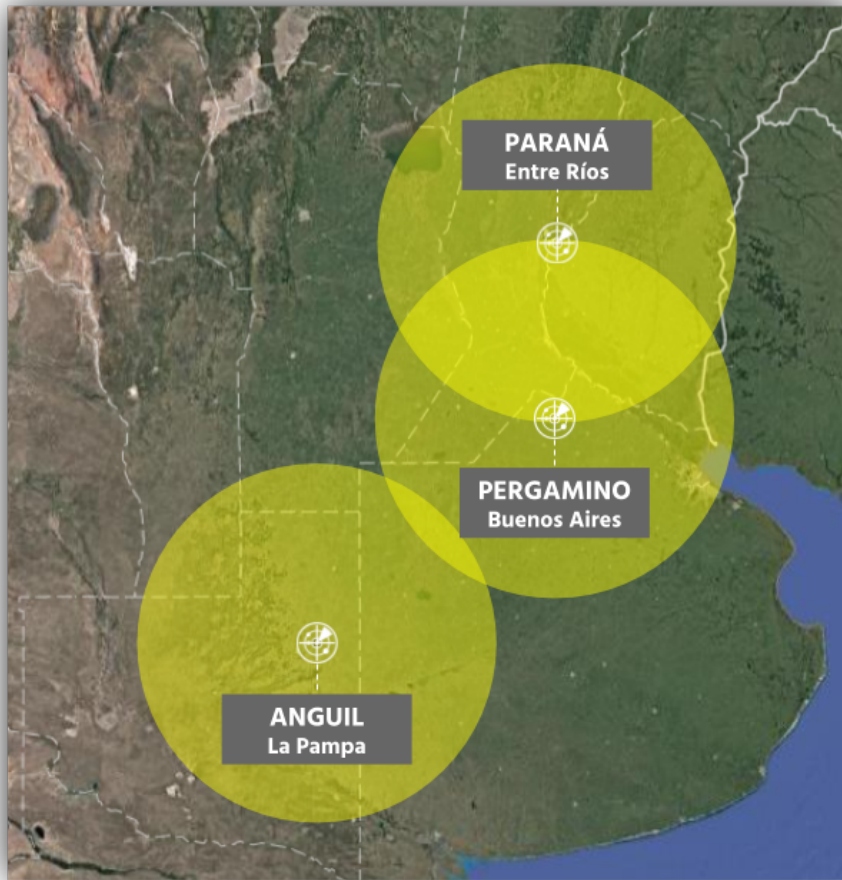 PARANÁ
Entre Ríos
PERGAMINO
Buenos Aires
ANGUIL
La Pampa